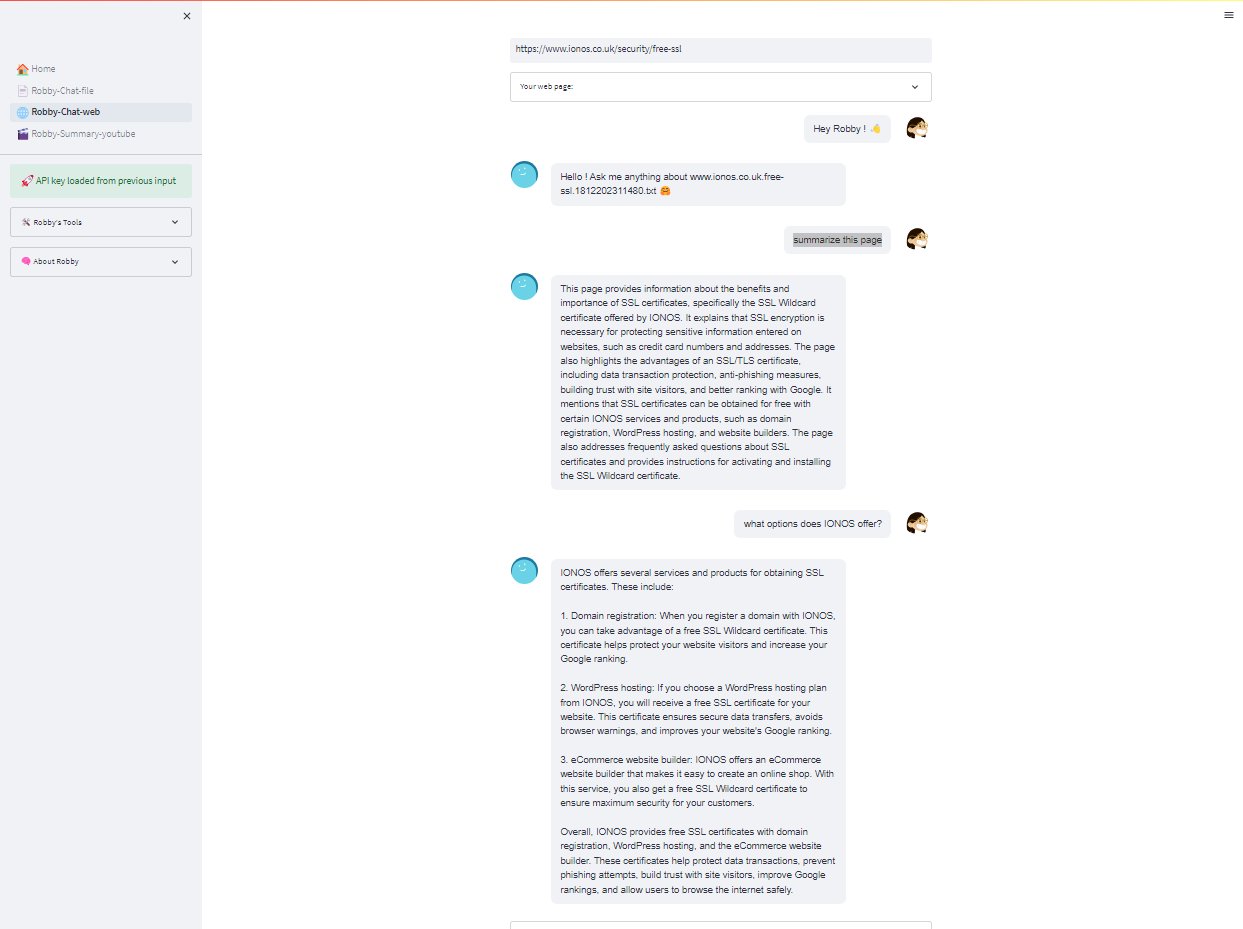 Home
Robby-Chat-file
Robby-Chat-web
Robby-Summary-youtube
API key loaded from previous input
Robby's Tools
About Robby
https://www.ionos.co.uk/security/free-ssl
Your web page:
Hey Robby ! 👋
Hello ! Ask me anything about www.ionos.co.uk.free-
ssl.1812202311480.txt 🤗
summarize this page
This page provides information about the benefits and
importance of SSL certificates, specifically the SSL Wildcard
certificate offered by IONOS. It explains that SSL encryption is
necessary for protecting sensitive information entered on
websites, such as credit card numbers and addresses. The page
also highlights the advantages of an SSL/TLS certificate,
including data transaction protection, anti-phishing measures,
building trust with site visitors, and better ranking with Google. It
mentions that SSL certificates can be obtained for free with
certain IONOS services and products, such as domain
registration, WordPress hosting, and website builders. The page
also addresses frequently asked questions about SSL
certificates and provides instructions for activating and installing
the SSL Wildcard certificate.
what options does IONOS offer?
IONOS offers several services and products for obtaining SSL
certificates. These include:
1. Domain registration: When you register a domain with IONOS,
you can take advantage of a free SSL Wildcard certificate. This
certificate helps protect your website visitors and increase your
Google ranking.
2. WordPress hosting: If you choose a WordPress hosting plan
from IONOS, you will receive a free SSL certificate for your
website. This certificate ensures secure data transfers, avoids
browser warnings, and improves your website's Google ranking.
3. eCommerce website builder: IONOS offers an eCommerce
website builder that makes it easy to create an online shop. With
this service, you also get a free SSL Wildcard certificate to
ensure maximum security for your customers.
Overall, IONOS provides free SSL certificates with domain
registration, WordPress hosting, and the eCommerce website
builder. These certificates help protect data transactions, prevent
phishing attempts, build trust with site visitors, improve Google
rankings, and allow users to browse the internet safely.